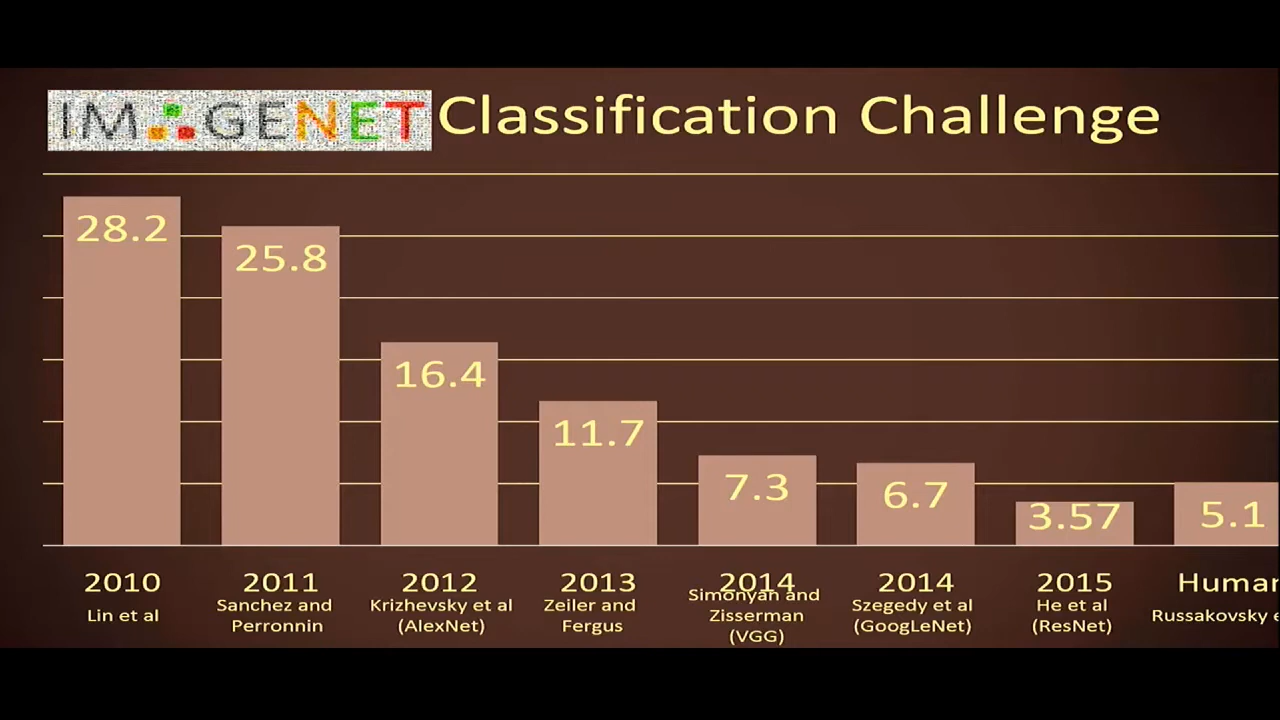 IMAGENET Classification Challenge
28.2
25.8
16.4
11.7
7.3
6.7
3.57
5.1
2010
Lin et al
2011
Sanchez and
Perronnin
2012
Krizhevsky et al
(AlexNet)
2013
Zeiler and
Fergus
2014
Simonyan and
Zisserman
(VGG)
2014
Szegedy et al
(GoogLeNet)
2015
He et al
(ResNet)
Human
Russakovsky